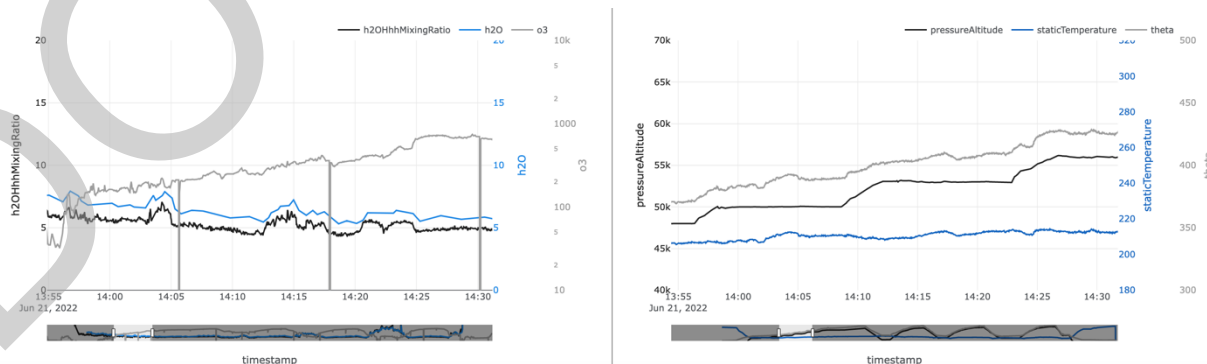 h2OHhhMixingRatio h2O o3
20 20 10k
5
2
15 15 1000
5
2
10 10
100
5
5 5
2
0 0 10
h2OHhhMixingRatio
h2O
o3
13:55 14:00 14:05 14:10 14:15 14:20 14:25 14:30
Jun 21, 2022
timestamp
pressureAltitude staticTemperature theta
70k 320 500
65k 300
280 450
60k
260
55k 400
240
50k 220 350
45k 200
40k 180 300
pressureAltitude
staticTemperature
theta
13:55 14:00 14:05 14:10 14:15 14:20 14:25 14:30
Jun 21, 2022
timestamp